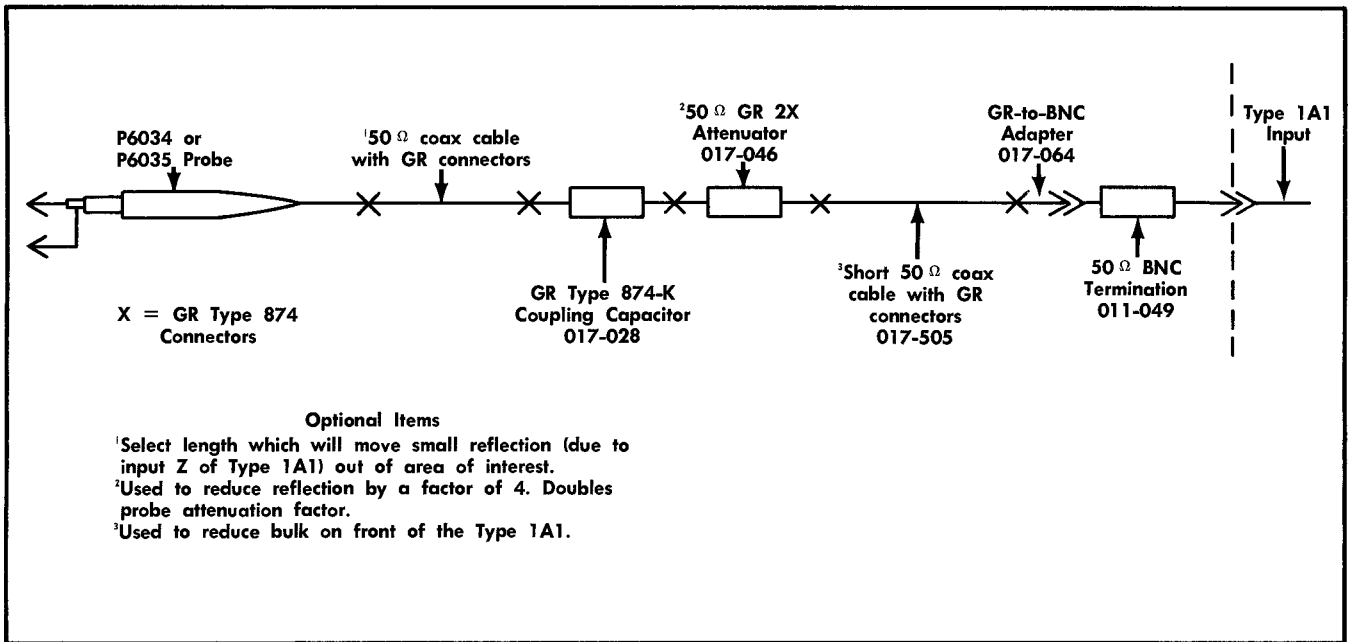 P6034 or
P6035 Probe
¹50 Ω coax cable
with GR connectors
²50 Ω GR 2X
Attenuator
017-046
GR-to-BNC
Adapter
017-064
Type 1A1
Input
X = GR Type 874
Connectors
GR Type 874-K
Coupling Capacitor
017-028
³Short 50 Ω coax
cable with GR
connectors
017-505
50 Ω BNC
Termination
011-049
Optional Items
¹Select length which will move small reflection (due to
input Z of Type 1A1) out of area of interest.
²Used to reduce reflection by a factor of 4. Doubles
probe attenuation factor.
³Used to reduce bulk on front of the Type 1A1.